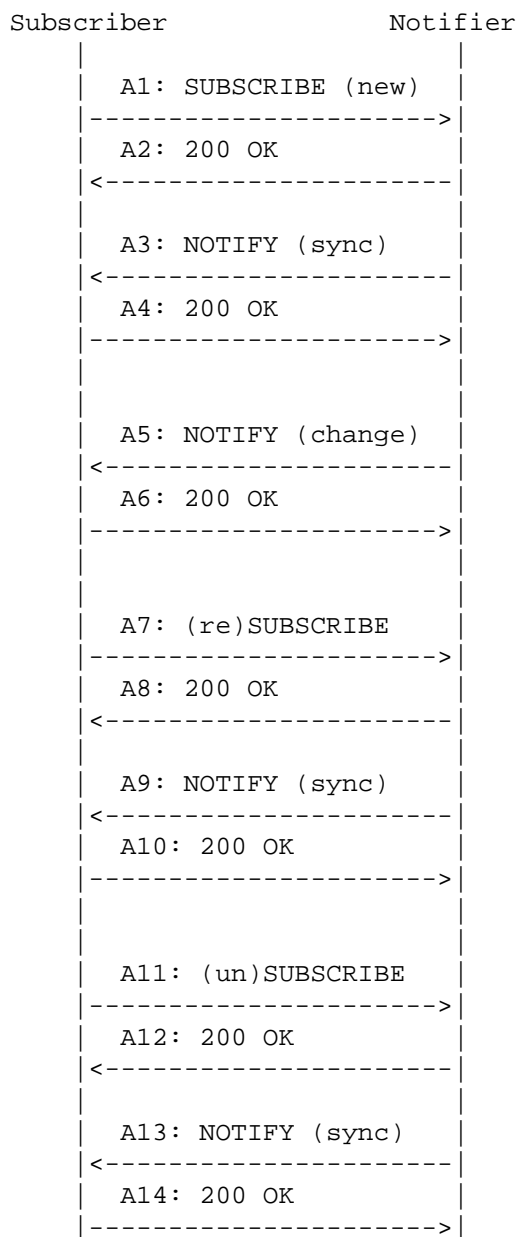 Subscriber Notifier
A1: SUBSCRIBE (new)
A2: 200 OK
A3: NOTIFY (sync)
A4: 200 OK
A5: NOTIFY (change)
A6: 200 OK
A7: (re)SUBSCRIBE
A8: 200 OK
A9: NOTIFY (sync)
A10: 200 OK
A11: (un)SUBSCRIBE
A12: 200 OK
A13: NOTIFY (sync)
A14: 200 OK